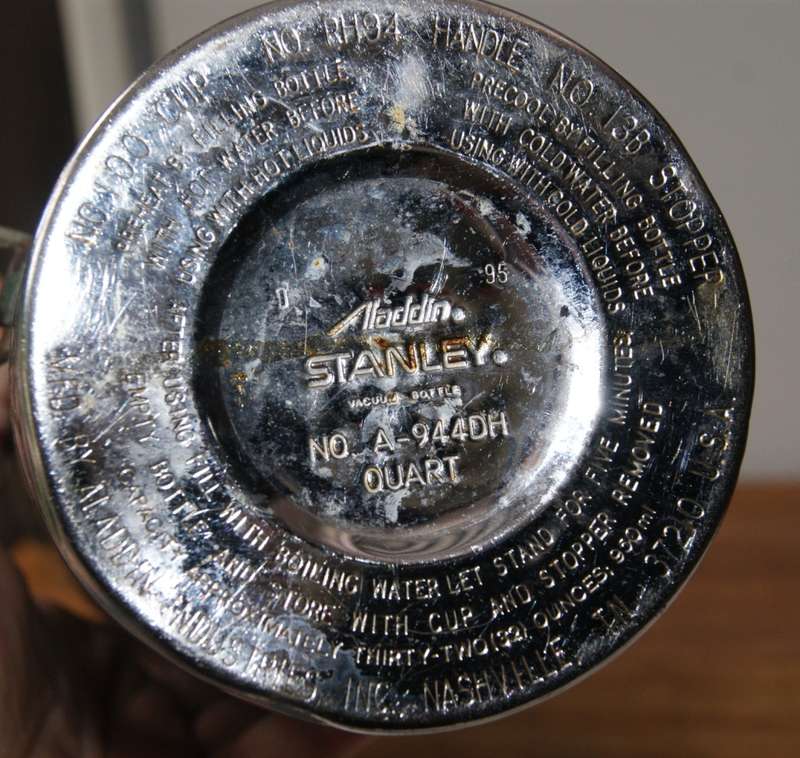 NO. 100 CUP NO. RH94 HANDLE NO. 13B STOPPER
PREHEAT BY FILLING BOTTLE
WITH HOT WATER BEFORE
USING WITH HOT LIQUIDS
PRECOOL BY FILLING BOTTLE
WITH COLD WATER BEFORE
USING WITH COLD LIQUIDS
D 95
Aladdin®
STANLEY®
VACUUM BOTTLE
NO. A-944DH
QUART
AFTER USING FILL WITH BOILING WATER LET STAND FOR FIVE MINUTES
EMPTY BOTTLE AND STORE WITH CUP AND STOPPER REMOVED
CAPACITY APPROXIMATELY THIRTY-TWO (32) OUNCES: 950 ml
BY ALADDIN INDUSTRIES INC. NASHVILLE, TN 37210 U.S.A.